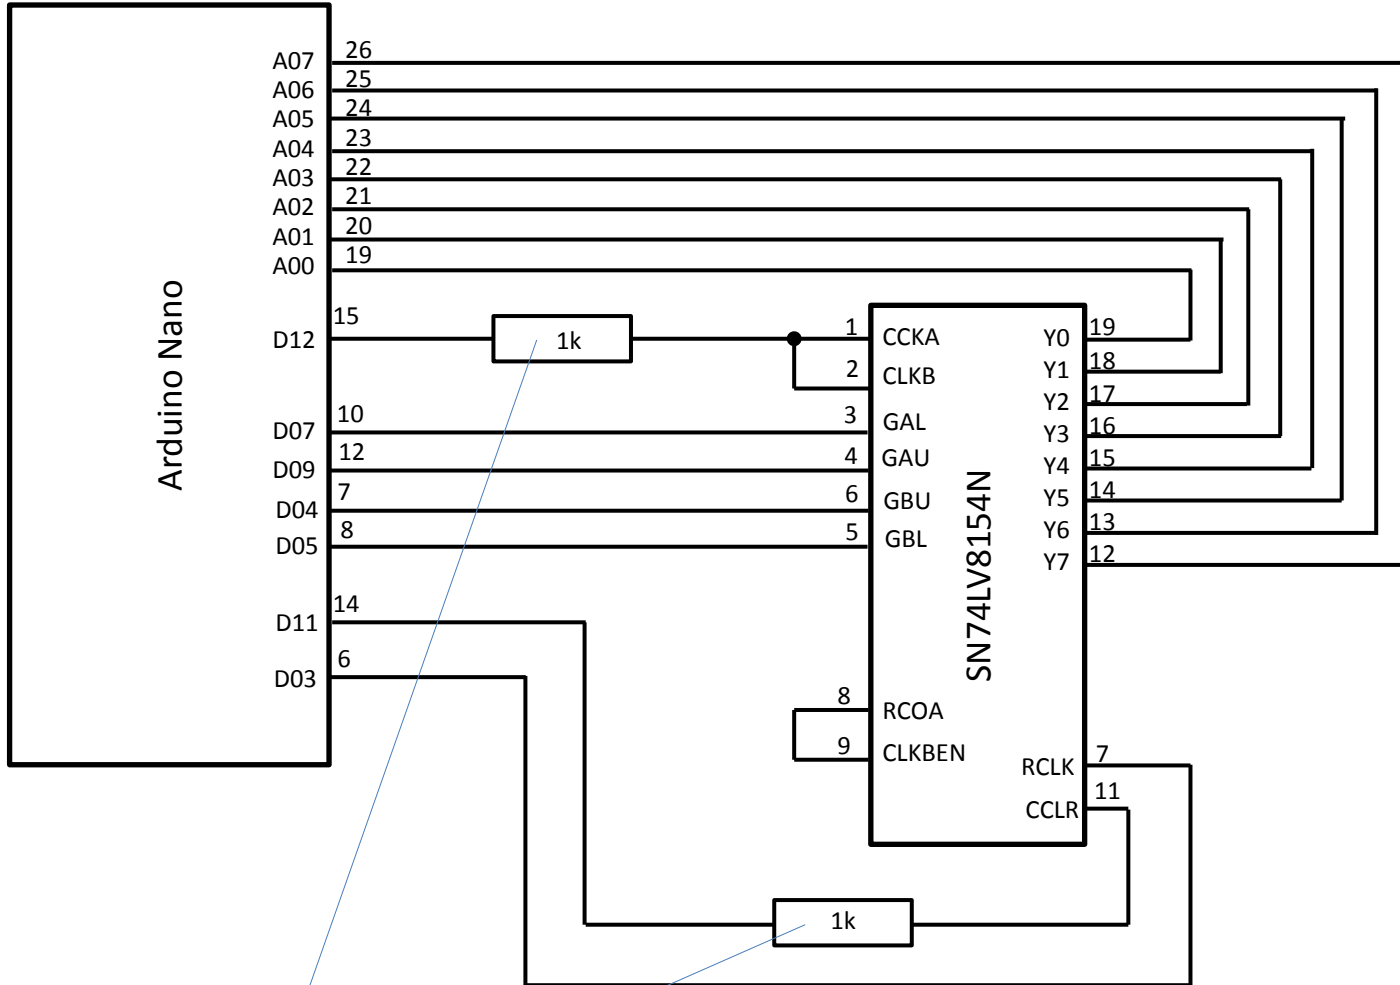 Arduino Nano
A07 26
A06 25
A05 24
A04 23
A03 22
A02 21
A01 20
A00 19
D12 15
D07 10
D09 12
D04 7
D05 8
D11 14
D03 6
1k
1 CCKA
2 CLKB
3 GAL
4 GAU
6 GBU
5 GBL
8 RCOA
9 CLKBEN
SN74LV8154N
Y0 19
Y1 18
Y2 17
Y3 16
Y4 15
Y5 14
Y6 13
Y7 12
RCLK 7
CCLR 11
1k